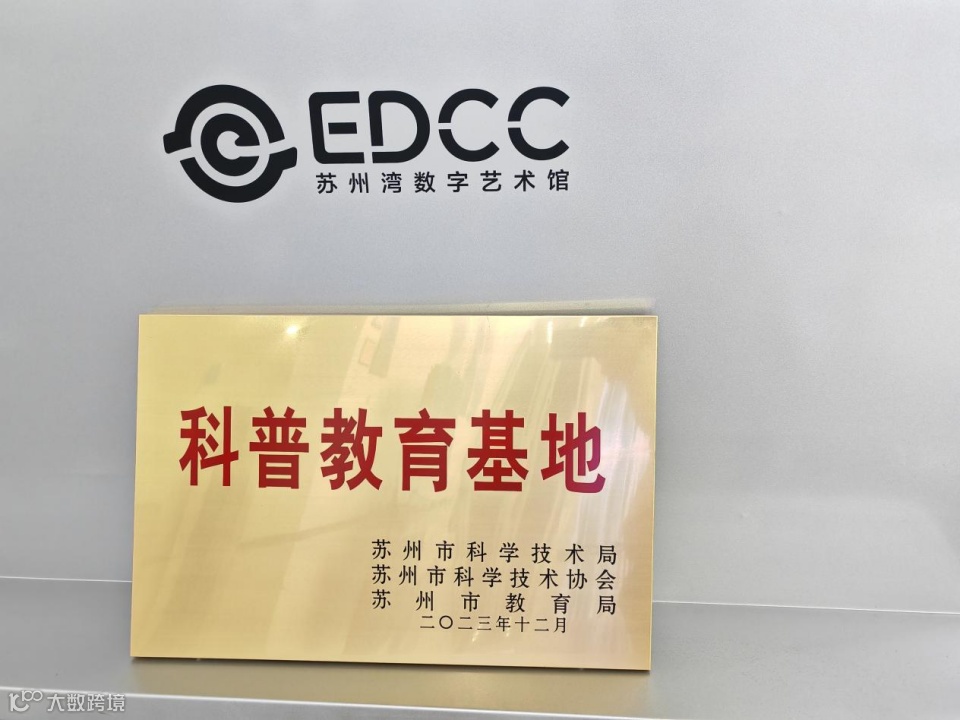 EDCC
苏州湾数字艺术馆
科普教育基地
苏州市科学技术局
苏州市科学技术协会
苏州市教育局
二〇二三年十二月
大数跨境